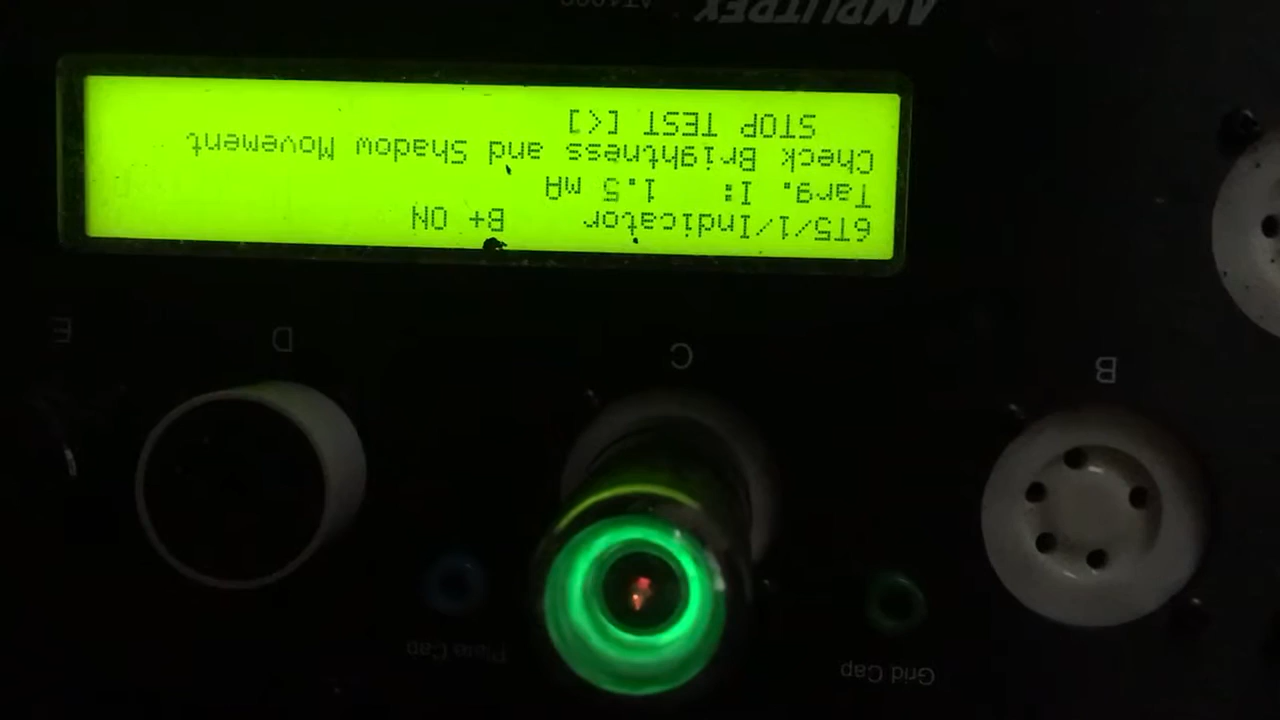 AMPLITREX
AT1000
6T5/1/Indicator B+ ON
Targ. I: 1.5 mA
Check Brightness and Shadow Movement
STOP TEST [<]
B
C
D
E
Grid Cap
Plate Cap